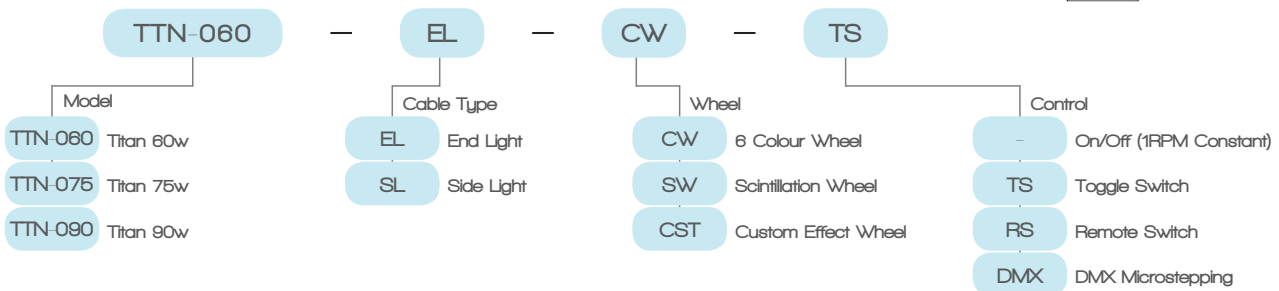 TTN-060 — EL — CW — TS
Model
TTN-060 Titan 60w
TTN-075 Titan 75w
TTN-090 Titan 90w
Cable Type
EL End Light
SL Side Light
Wheel
CW 6 Colour Wheel
SW Scintillation Wheel
CST Custom Effect Wheel
Control
- On/Off (1RPM Constant)
TS Toggle Switch
RS Remote Switch
DMX DMX Microstepping